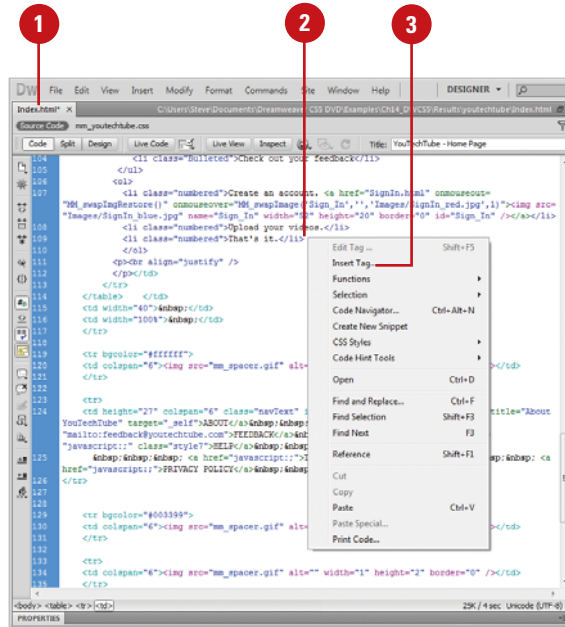 1 2 3
DW File Edit View Insert Modify Format Commands Site Window Help DESIGNER
Index.html* × C:\Users\Steve\Documents\Dreamweaver CSS DVD\Examples\Ch14_DWCSS\Results\youtechtube\Index.html
Source Code mm_youtechtube.css
Code Split Design Live Code Live View Inspect Title: YouTechTube - Home Page
104 <li class="Bulleted">Check out your feedback</li>
105 </ul>
106 <ol>
107 <li class="numbered">Create an account. <a href="SignIn.html" onmouseout=
"MM_swapImgRestore()" onmouseover="MM_swapImage('Sign_In','','Images/SignIn_red.jpg',1)"><img src=
"Images/SignIn_blue.jpg" name="Sign_In" width="52" height="20" border="0" id="Sign_In" /></a></li>
108 <li class="numbered">Upload your videos.</li>
109 <li class="numbered">That's it.</li>
110 </ol>
111 <p><br align="justify" />
112 </p></td>
113 </tr>
114 </table> </td>
115 <td width="40">&nbsp;</td>
116 <td width="100%">&nbsp;</td>
117 </tr>
118
119 <tr bgcolor="#ffffff">
120 <td colspan="6"><img src="mm_spacer.gif" alt= ></td>
121 </tr>
122
123 <tr>
124 <td height="27" colspan="6" class="navText" title="About
YouTechTube" target="_self">ABOUT</a>&nbsp;&nbsp;
"mailto:feedback@youtechtube.com">FEEDBACK</a>&nb
"javascript:;" class="style7">HELP</a>&nbsp;&nbsp
125 &nbsp;&nbsp;&nbsp; <a href="javascript:;"> sp;&nbsp; <a
href="javascript:;">PRIVACY POLICY</a>&nbsp;&nbsp
126 </tr>
127
128
129 <tr bgcolor="#003399">
130 <td colspan="6"><img src="mm_spacer.gif" alt= ></td>
131 </tr>
132
133 <tr>
134 <td colspan="6"><img src="mm_spacer.gif" alt="" width="1" height="2" border="0" /></td>
135 </tr>
Edit Tag ... Shift+F5
Insert Tag...
Functions
Selection
Code Navigator... Ctrl+Alt+N
Create New Snippet
CSS Styles
Code Hint Tools
Open Ctrl+D
Find and Replace... Ctrl+F
Find Selection Shift+F3
Find Next F3
Reference Shift+F1
Cut
Copy
Paste Ctrl+V
Paste Special...
Print Code...
<body> <table> <tr> <td> 25K / 4 sec Unicode (UTF-8)
PROPERTIES